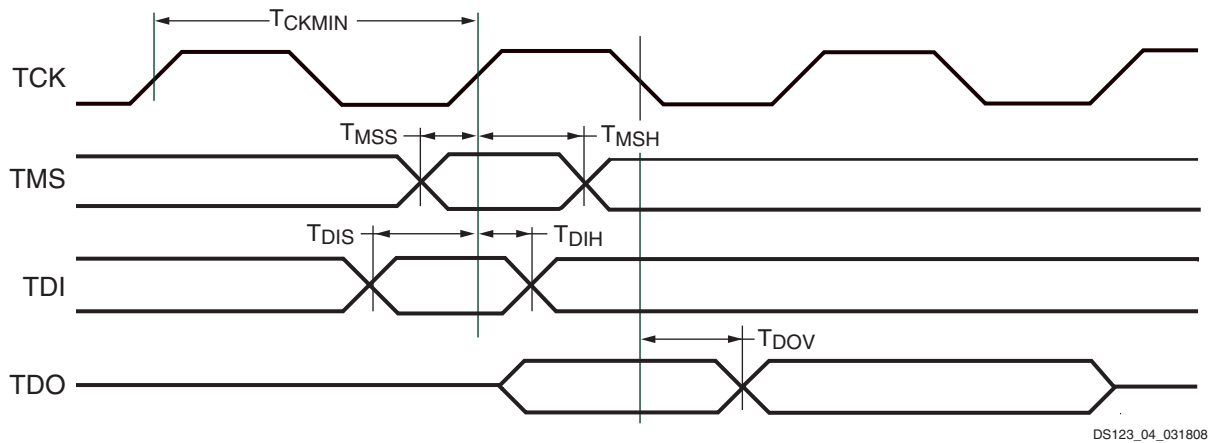 TCKMIN
TCK
TMSS
TMSH
TMS
TDIS
TDIH
TDI
TDOV
TDO
DS123_04_031808